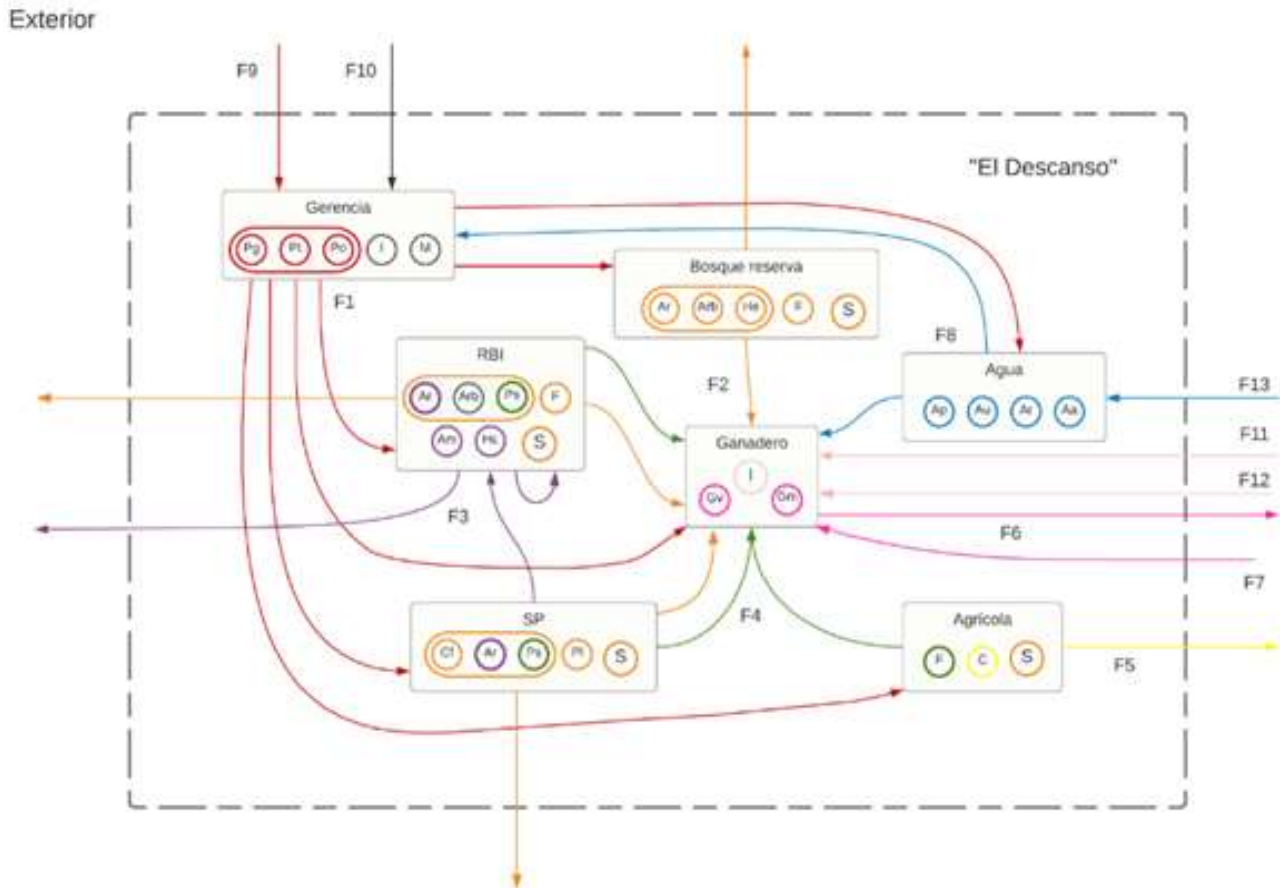 Exterior
F9
F10
"El Descanso"
Gerencia
Pg Pt Po I M
F1
Bosque reserva
Ar Arb He F S
RBI
Ar Arb Ps F
Am Hs S
F2
F8
Agua
Ap Au Ar Aa
F13
F11
F12
Ganadero
I
Gv Gm
F3
F6
F7
SP
Cf Ar Ps Pl S
F4
Agrícola
F C S
F5